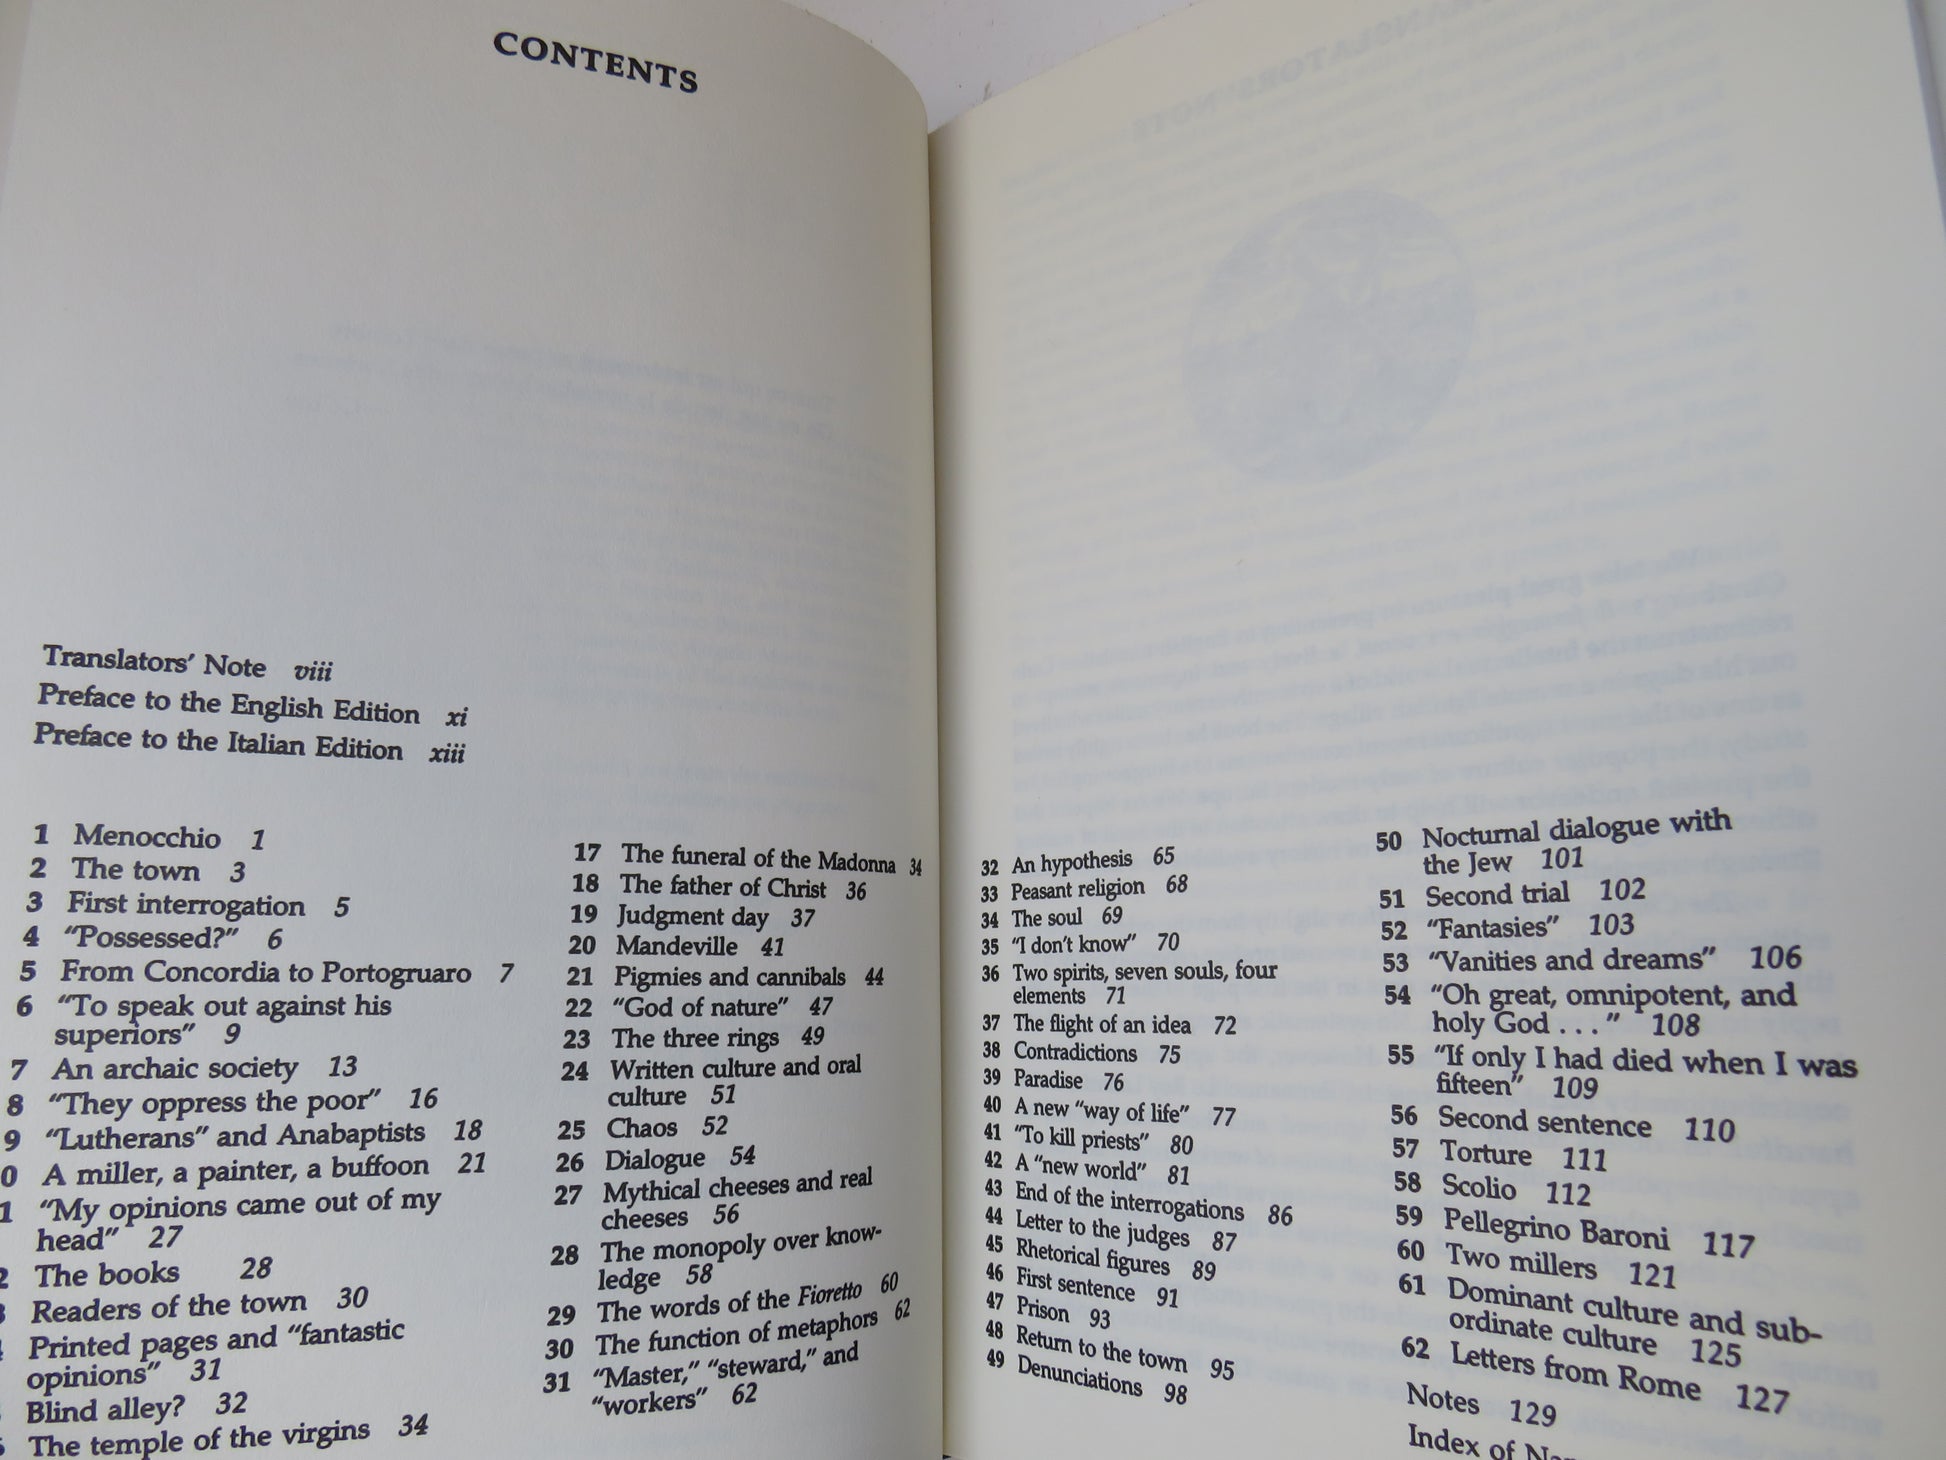 CONTENTS
Translators' Note viii
Preface to the English Edition xi
Preface to the Italian Edition xiii
1 Menocchio 1
2 The town 3
3 First interrogation 5
4 "Possessed?" 6
5 From Concordia to Portogruaro 7
6 "To speak out against his
superiors" 9
7 An archaic society 13
8 "They oppress the poor" 16
9 "Lutherans" and Anabaptists 18
0 A miller, a painter, a buffoon 21
1 "My opinions came out of my
head" 27
2 The books 28
Readers of the town 30
Printed pages and "fantastic
opinions" 31
Blind alley? 32
The temple of the virgins 34
17 The funeral of the Madonna 34
18 The father of Christ 36
19 Judgment day 37
20 Mandeville 41
21 Pigmies and cannibals 44
22 "God of nature" 47
23 The three rings 49
24 Written culture and oral
culture 51
25 Chaos 52
26 Dialogue 54
27 Mythical cheeses and real
cheeses 56
28 The monopoly over know-
ledge 58
29 The words of the Fioretto 60
30 The function of metaphors 62
31 "Master," "steward," and
"workers" 62
32 An hypothesis 65
33 Peasant religion 68
34 The soul 69
35 "I don't know" 70
36 Two spirits, seven souls, four
elements 71
37 The flight of an idea 72
38 Contradictions 75
39 Paradise 76
40 A new "way of life" 77
41 "To kill priests" 80
42 A "new world" 81
43 End of the interrogations 86
44 Letter to the judges 87
45 Rhetorical figures 89
46 First sentence 91
47 Prison 93
48 Return to the town 95
49 Denunciations 98
50 Nocturnal dialogue with
the Jew 101
51 Second trial 102
52 "Fantasies" 103
53 "Vanities and dreams" 106
54 "Oh great, omnipotent, and
holy God . . ." 108
55 "If only I had died when I was
fifteen" 109
56 Second sentence 110
57 Torture 111
58 Scolio 112
59 Pellegrino Baroni 117
60 Two millers 121
61 Dominant culture and sub-
ordinate culture 125
62 Letters from Rome 127
Notes 129
Index of